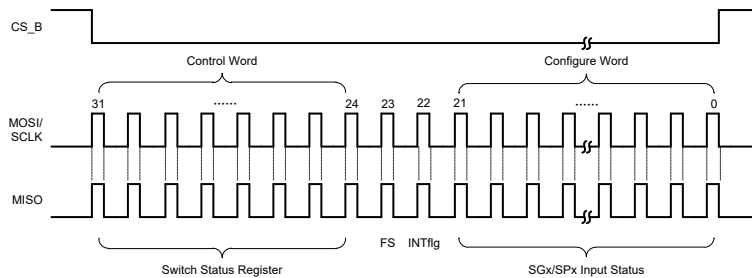 CS_B
Control Word
Configure Word
31 ...... 24 23 22 21 ...... 0
MOSI/
SCLK
MISO
FS INTflg
Switch Status Register
SGx/SPx Input Status